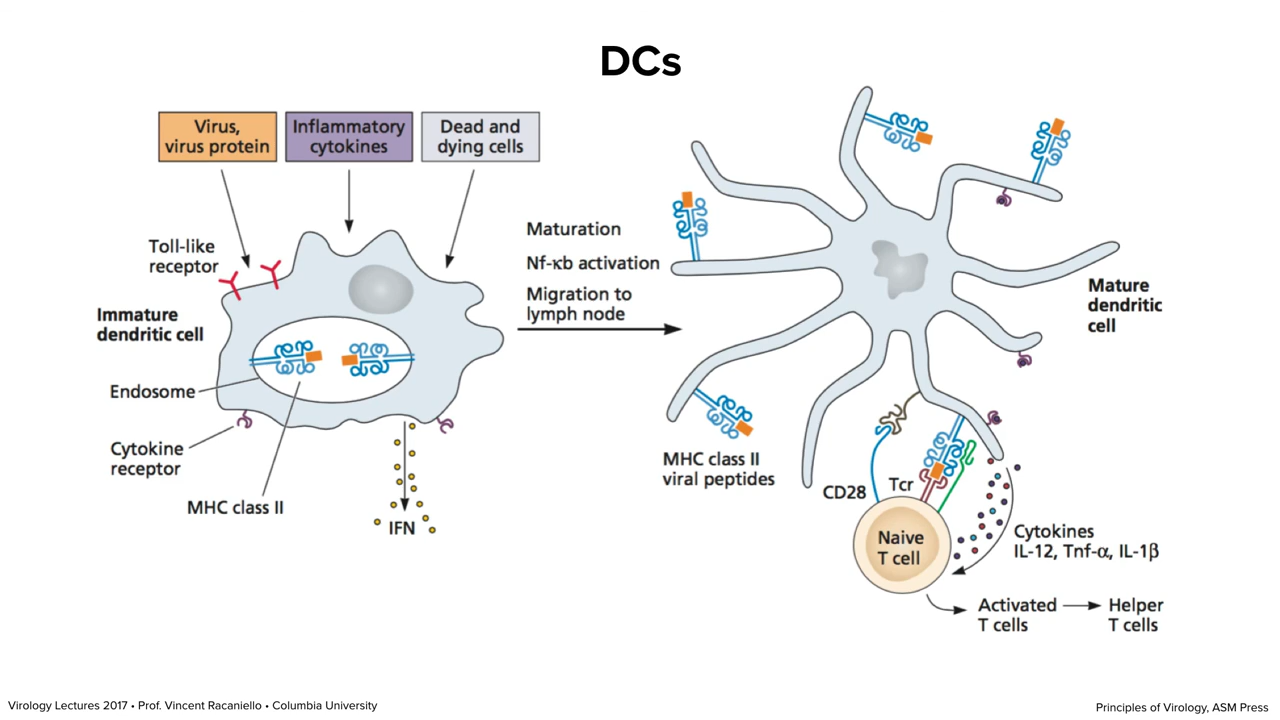 DCs
Virus,
virus protein
Inflammatory
cytokines
Dead and
dying cells
Toll-like
receptor
Immature
dendritic cell
Endosome
Cytokine
receptor
MHC class II
IFN
Maturation
Nf-κb activation
Migration to
lymph node
Mature
dendritic
cell
MHC class II
viral peptides
CD28
Tcr
Naive
T cell
Cytokines
IL-12, Tnf-α, IL-1β
Activated
T cells
Helper
T cells
Virology Lectures 2017 • Prof. Vincent Racaniello • Columbia University
Principles of Virology, ASM Press